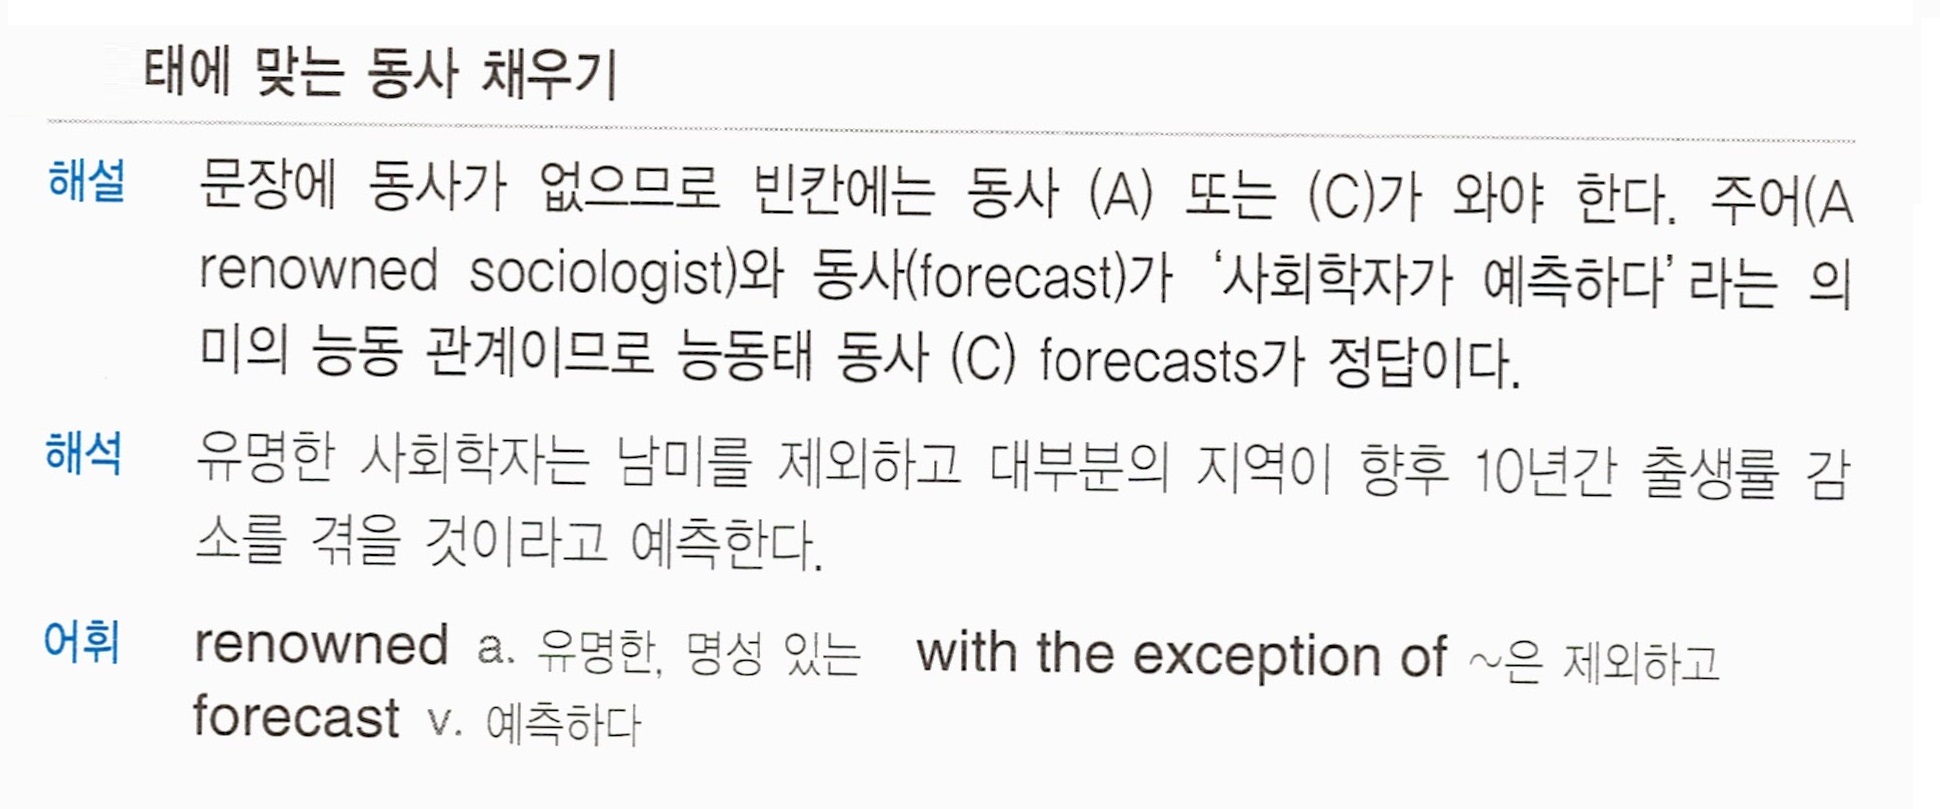 태에 맞는 동사 채우기
해설 문장에 동사가 없으므로 빈칸에는 동사 (A) 또는 (C)가 와야 한다. 주어(A
renowned sociologist)와 동사(forecast)가 ‘사회학자가 예측하다’라는 의
미의 능동 관계이므로 능동태 동사 (C) forecasts가 정답이다.
해석 유명한 사회학자는 남미를 제외하고 대부분의 지역이 향후 10년간 출생률 감
소를 겪을 것이라고 예측한다.
어휘 renowned a. 유명한, 명성 있는 with the exception of ~은 제외하고
forecast v. 예측하다